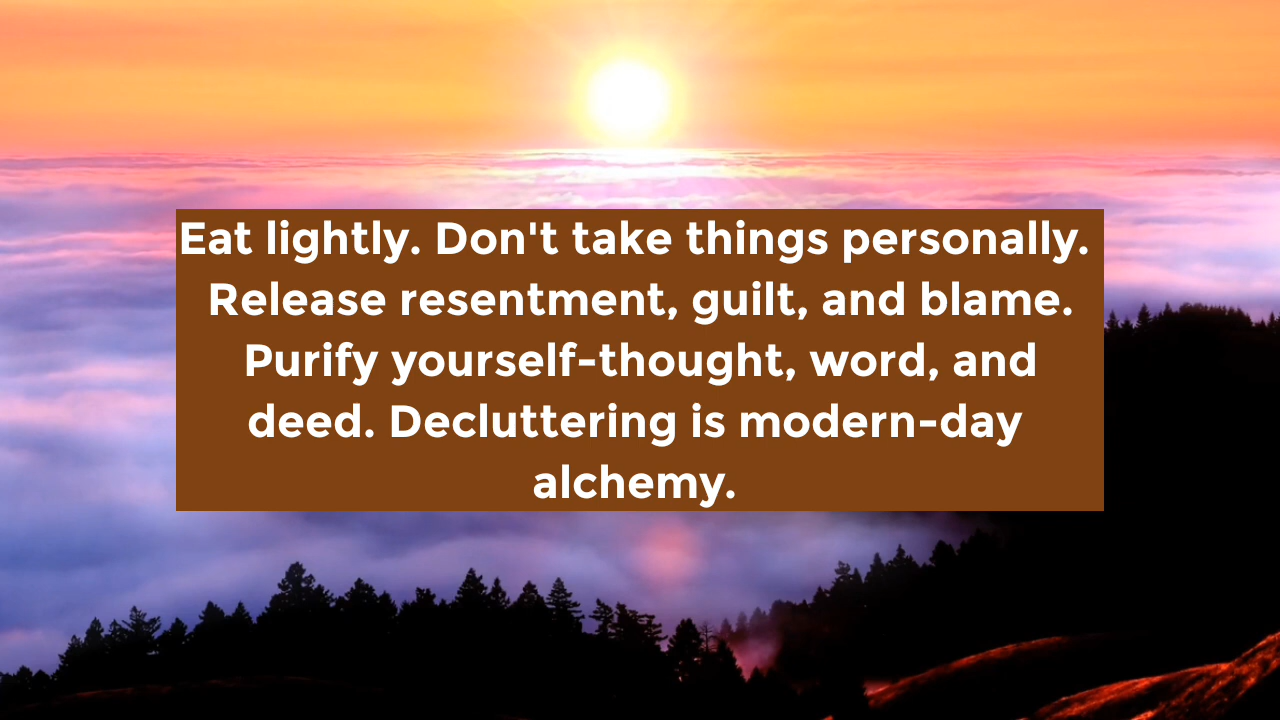 Eat lightly. Don't take things personally.
Release resentment, guilt, and blame.
Purify yourself-thought, word, and
deed. Decluttering is modern-day
alchemy.